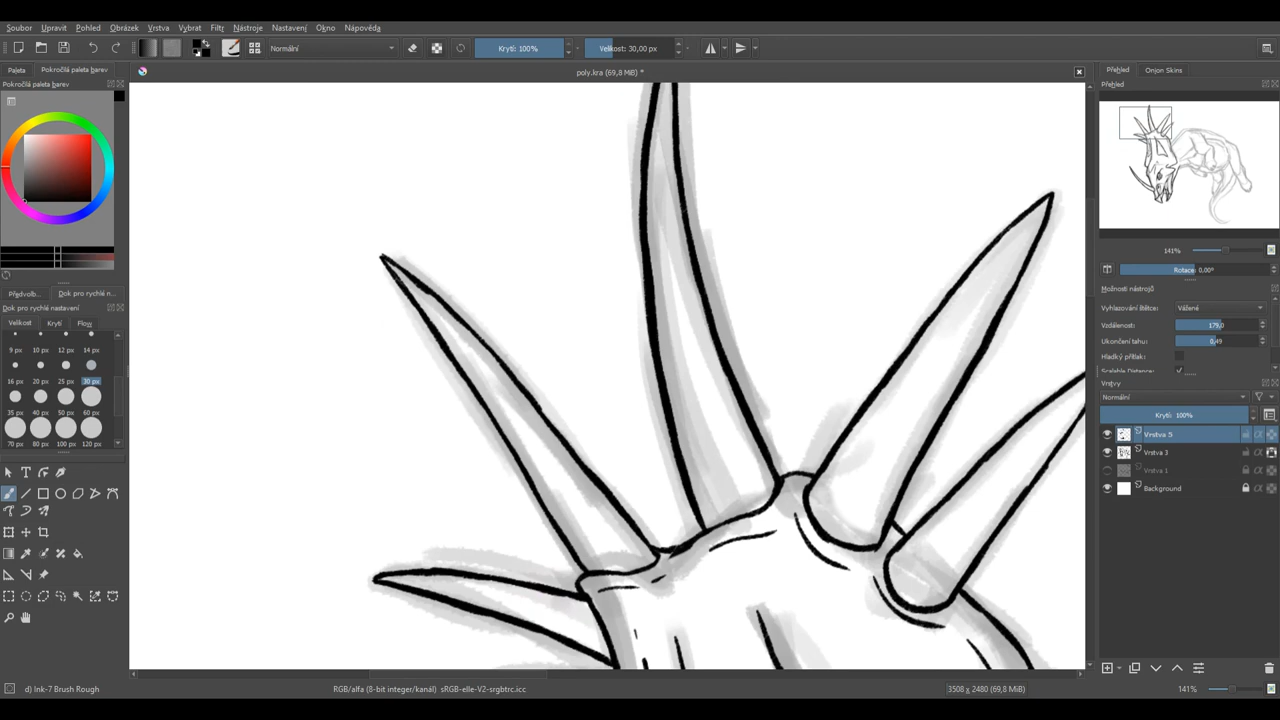 Soubor Upravit Pohled Obrázek Vrstva Vybrat Filtr Nástroje Nastavení Okno Nápověda
Normální Krytí: 100% Velikost: 30,00 px
Paleta Pokročilá paleta barev
poly.kra (69,8 MiB) *
Přehled Onion Skins
Pokročilá paleta barev
Přehled
141%
Rotace: 0,00°
Možnosti nástrojů
Předvolb... Dok pro rychlé n...
Dok pro rychlé nastavení
Vyhlazování štětce: Vážené
Velikost Krytí Flow
Vzdálenost: 179,0
Ukončení tahu: 0,49
9 px 10 px 12 px 14 px
Hladký přítlak:
Scalable Distance:
16 px 20 px 25 px 30 px
Vrstvy
Normální
35 px 40 px 50 px 60 px
Krytí: 100%
Vrstva 5
70 px 80 px 100 px 120 px
Vrstva 3
Vrstva 1
Background
d) Ink-7 Brush Rough
RGB/alfa (8-bit integer/kanál) sRGB-elle-V2-srgbtrc.icc
3508 x 2480 (69,8 MiB)
141%